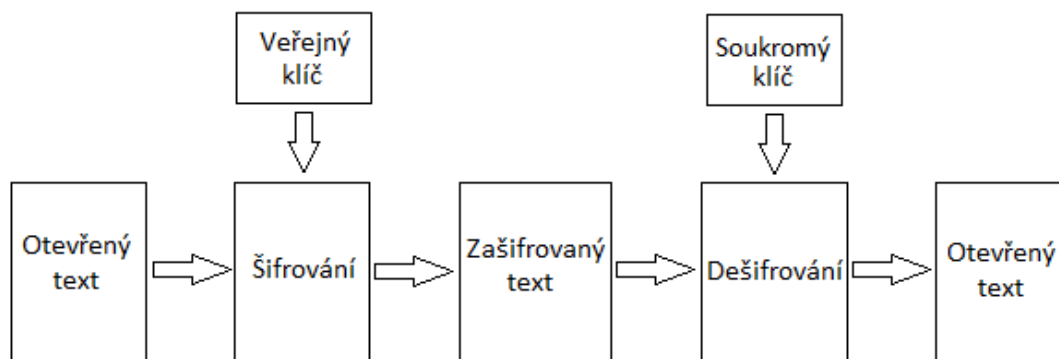 Veřejný
klíč
Soukromý
klíč
Otevřený
text
Šifrování
Zašifrovaný
text
Dešifrování
Otevřený
text